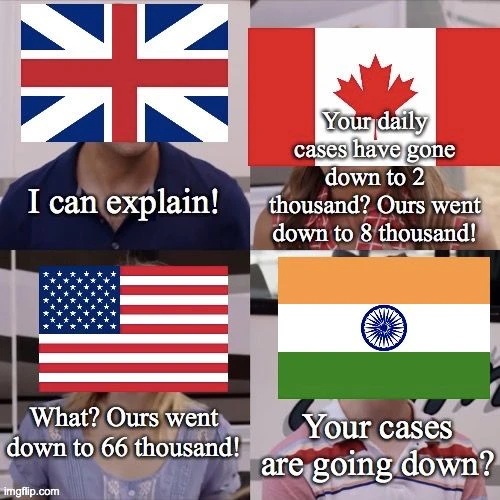 I can explain!
Your daily
cases have gone
down to 2
thousand? Ours went
down to 8 thousand!
What? Ours went
down to 66 thousand!
Your cases
are going down?
imgflip.com